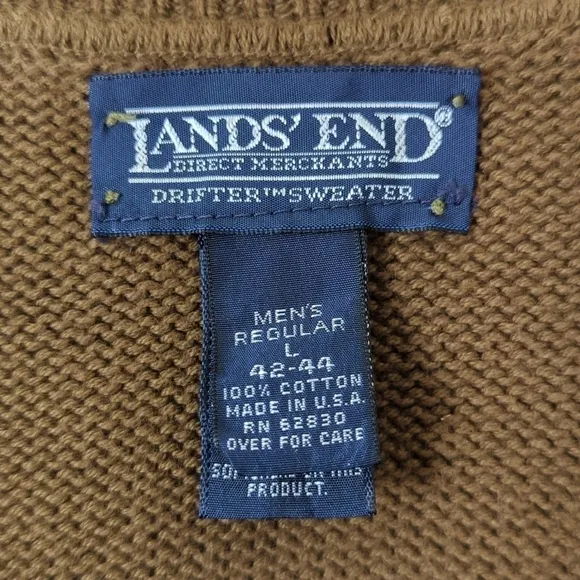 LANDS' END®
DIRECT MERCHANTS
DRIFTER™ SWEATER
MEN'S
REGULAR
L
42-44
100% COTTON
MADE IN U.S.A.
RN 62830
OVER FOR CARE
PRODUCT.